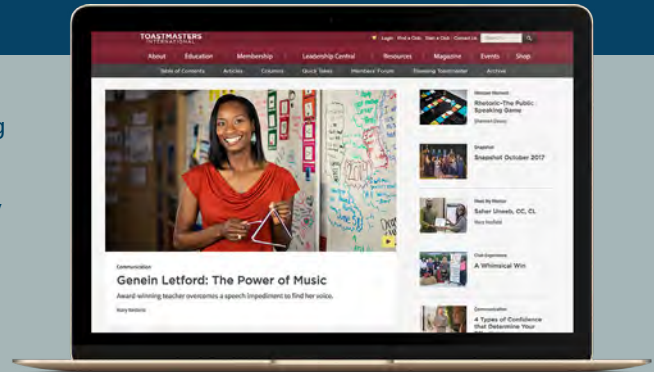 TOASTMASTERS
INTERNATIONAL
Login Find a Club Start a Club Contact Us
About Education Membership Leadership Central Resources Magazine Events Shop
Table of Contents Articles Columns Quick Takes Members' Forum Traveling Toastmaster Archive
Communication
Genein Letford: The Power of Music
Award-winning teacher overcomes a speech impediment to find her voice.
Rhetoric–The Public
Speaking Game
Snapshot
Snapshot October 2017
Meet My Mentor
Saher Uneeb, CC, CL
Club Experience
A Whimsical Win
Communication
4 Types of Confidence
that Determine Your